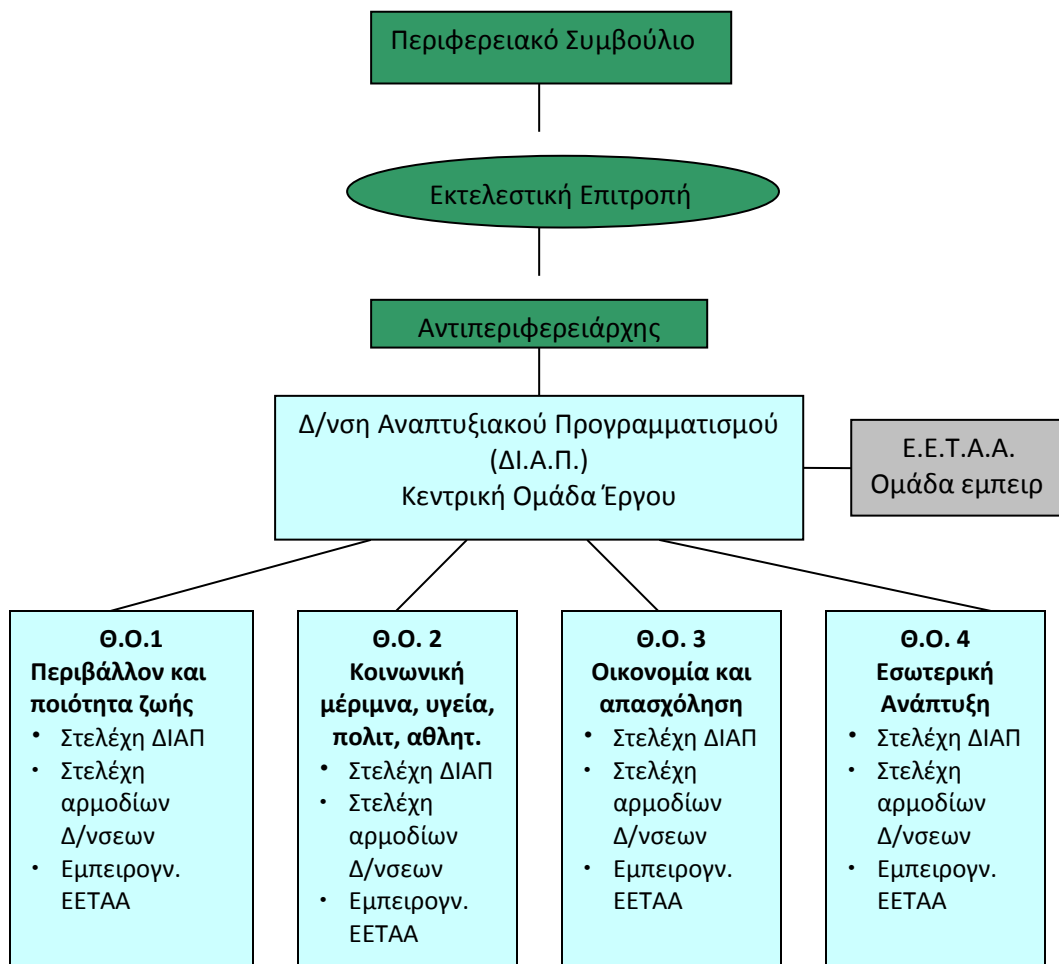 Περιφερειακό Συμβούλιο
Εκτελεστική Επιτροπή
Αντιπεριφερειάρχης
Δ/νση Αναπτυξιακού Προγραμματισμού
(ΔΙ.Α.Π.)
Κεντρική Ομάδα Έργου
Ε.Ε.Τ.Α.Α.
Ομάδα εμπειρ
Θ.Ο.1
Περιβάλλον και
ποιότητα ζωής
• Στελέχη ΔΙΑΠ
• Στελέχη
αρμοδίων
Δ/νσεων
• Εμπειρογν.
ΕΕΤΑΑ
Θ.Ο. 2
Κοινωνική
μέριμνα, υγεία,
πολιτ, αθλητ.
• Στελέχη ΔΙΑΠ
• Στελέχη
αρμοδίων
Δ/νσεων
• Εμπειρογν.
ΕΕΤΑΑ
Θ.Ο. 3
Οικονομία και
απασχόληση
• Στελέχη ΔΙΑΠ
• Στελέχη
αρμοδίων
Δ/νσεων
• Εμπειρογν.
ΕΕΤΑΑ
Θ.Ο. 4
Εσωτερική
Ανάπτυξη
• Στελέχη ΔΙΑΠ
• Στελέχη
αρμοδίων
Δ/νσεων
• Εμπειρογν.
ΕΕΤΑΑ